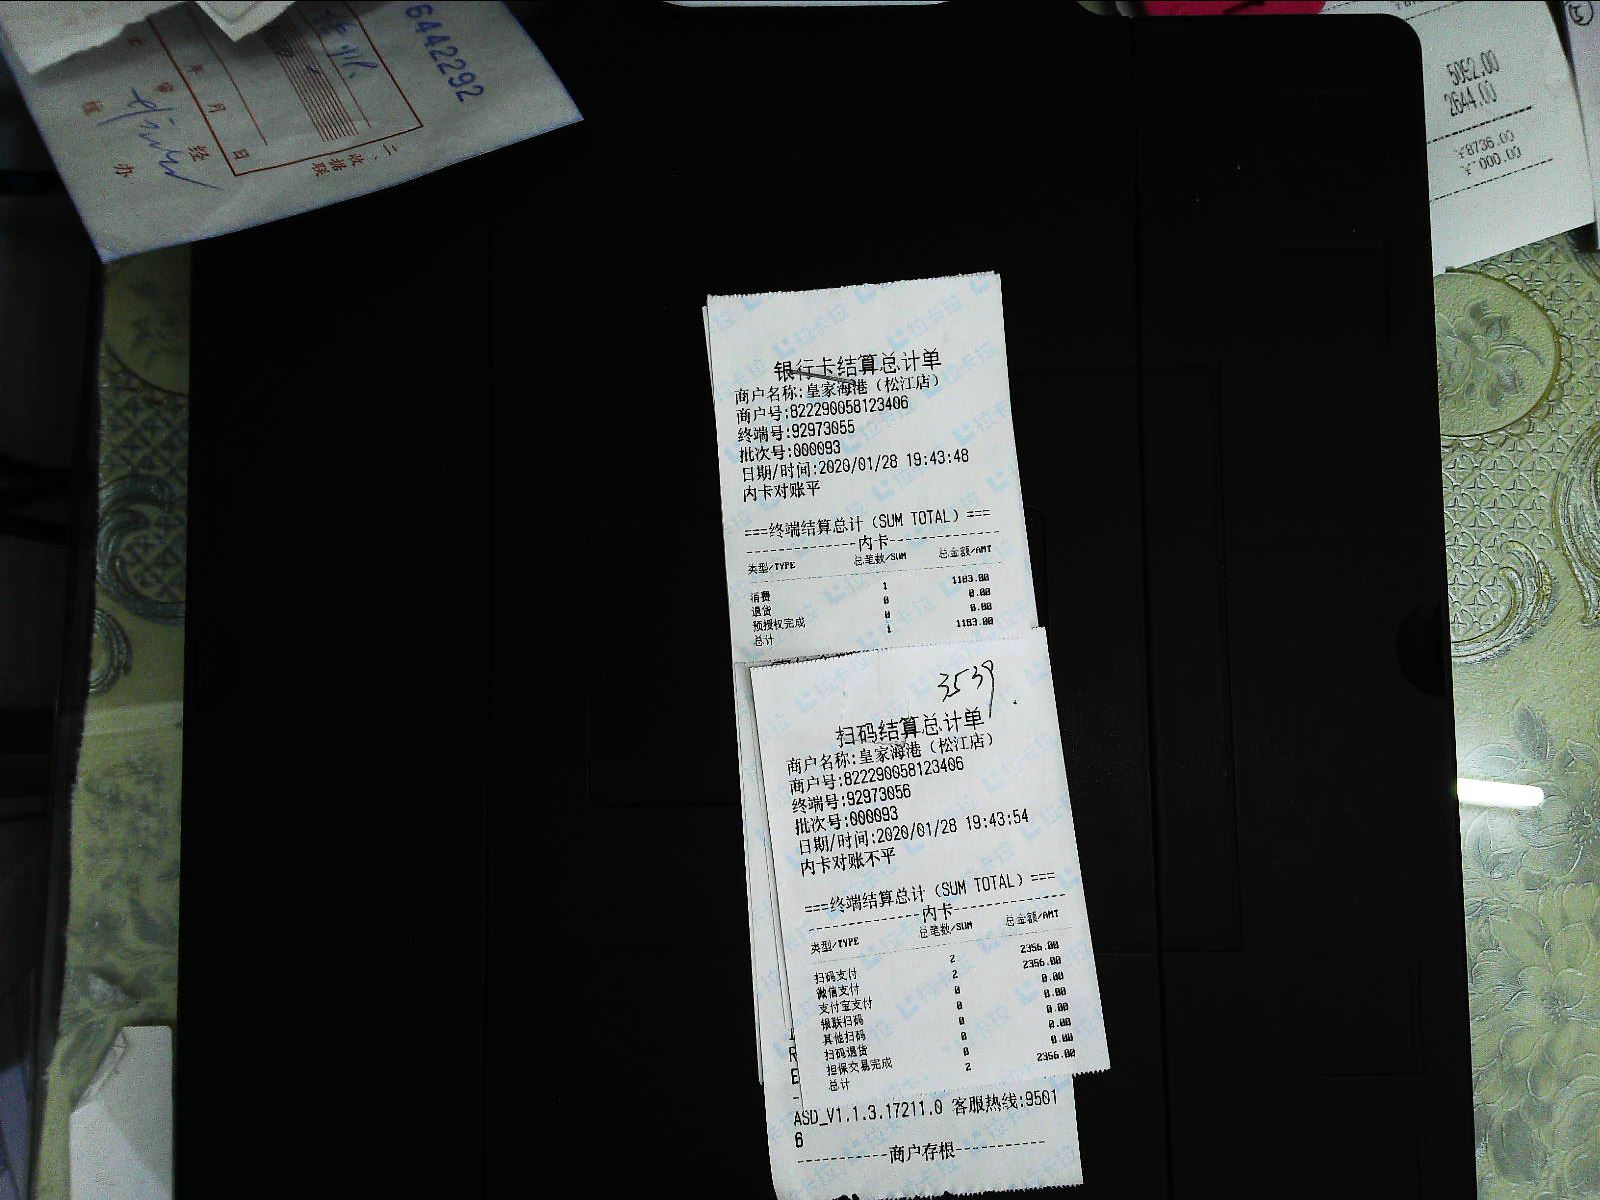 6442292
年 月 日
经办
二、收据联
5092.00
2644.00
¥8736.00
银行卡结算总计单
商户名称:皇家海港（松江店）
商户号:822290058123406
终端号:92973055
批次号:000093
日期/时间:2020/01/28 19:43:48
内卡对账平
===终端结算总计（SUM TOTAL）===
----------------内卡----------------
类型/TYPE 总笔数/SUM 总金额/AMT
消费 1 1183.00
退货 0 0.00
预授权完成 0 0.00
总计 1 1183.00
3539
扫码结算总计单
商户名称:皇家海港（松江店）
商户号:822290058123406
终端号:92973056
批次号:000093
日期/时间:2020/01/28 19:43:54
内卡对账不平
===终端结算总计（SUM TOTAL）===
----------------内卡----------------
类型/TYPE 总笔数/SUM 总金额/AMT
扫码支付 2 2356.00
微信支付 2 2356.00
支付宝支付 0 0.00
银联扫码 0 0.00
其他扫码 0 0.00
扫码退货 0 0.00
担保交易完成 0 0.00
总计 2 2356.00
ASD_V1.1.3.17211.0 客服热线:9501
6
-----------商户存根-----------